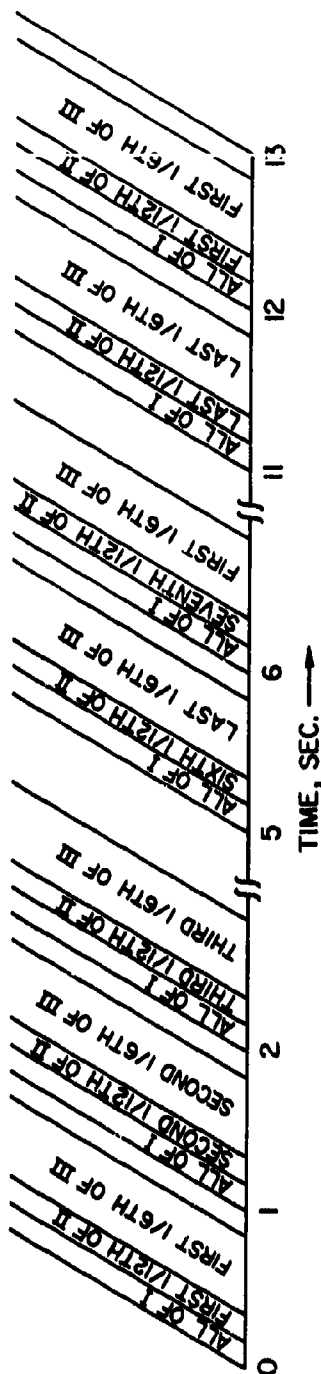 ALL OF I
FIRST 1/12TH OF II
FIRST 1/6TH OF III
ALL OF I
SECOND 1/12TH OF II
SECOND 1/6TH OF III
ALL OF I
THIRD 1/12TH OF II
THIRD 1/6TH OF III
ALL OF I
SIXTH 1/12TH OF II
LAST 1/6TH OF III
ALL OF I
SEVENTH 1/12TH OF II
FIRST 1/6TH OF III
ALL OF I
LAST 1/12TH OF II
LAST 1/6TH OF III
ALL OF I
FIRST 1/12TH OF II
FIRST 1/6TH OF III
0 1 2 5 6 11 12 13
TIME, SEC. →